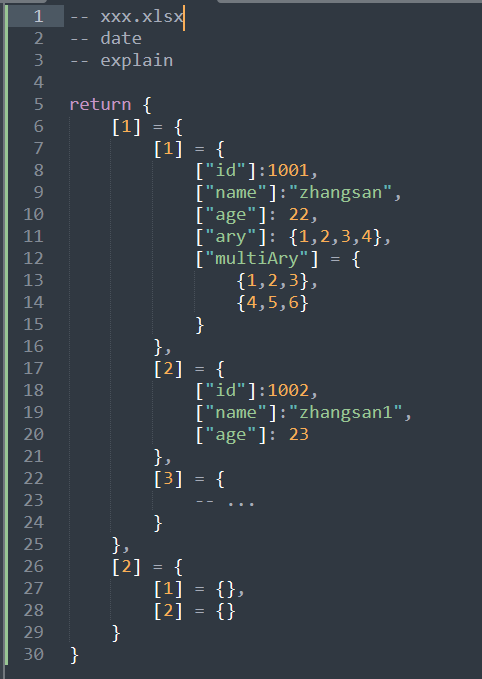 1 -- xxx.xlsx
2 -- date
3 -- explain
4
5 return {
6     [1] = {
7         [1] = {
8             ["id"]:1001,
9             ["name"]:"zhangsan",
10             ["age"]: 22,
11             ["ary"]: {1,2,3,4},
12             ["multiAry"] = {
13                 {1,2,3},
14                 {4,5,6}
15             }
16         },
17         [2] = {
18             ["id"]:1002,
19             ["name"]:"zhangsan1",
20             ["age"]: 23
21         },
22         [3] = {
23             -- ...
24         }
25     },
26     [2] = {
27         [1] = {},
28         [2] = {}
29     }
30 }